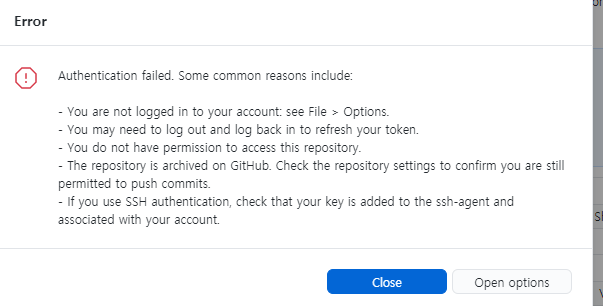 Error
Authentication failed. Some common reasons include:
- You are not logged in to your account: see File > Options.
- You may need to log out and log back in to refresh your token.
- You do not have permission to access this repository.
- The repository is archived on GitHub. Check the repository settings to confirm you are still
permitted to push commits.
- If you use SSH authentication, check that your key is added to the ssh-agent and
associated with your account.
Close
Open options